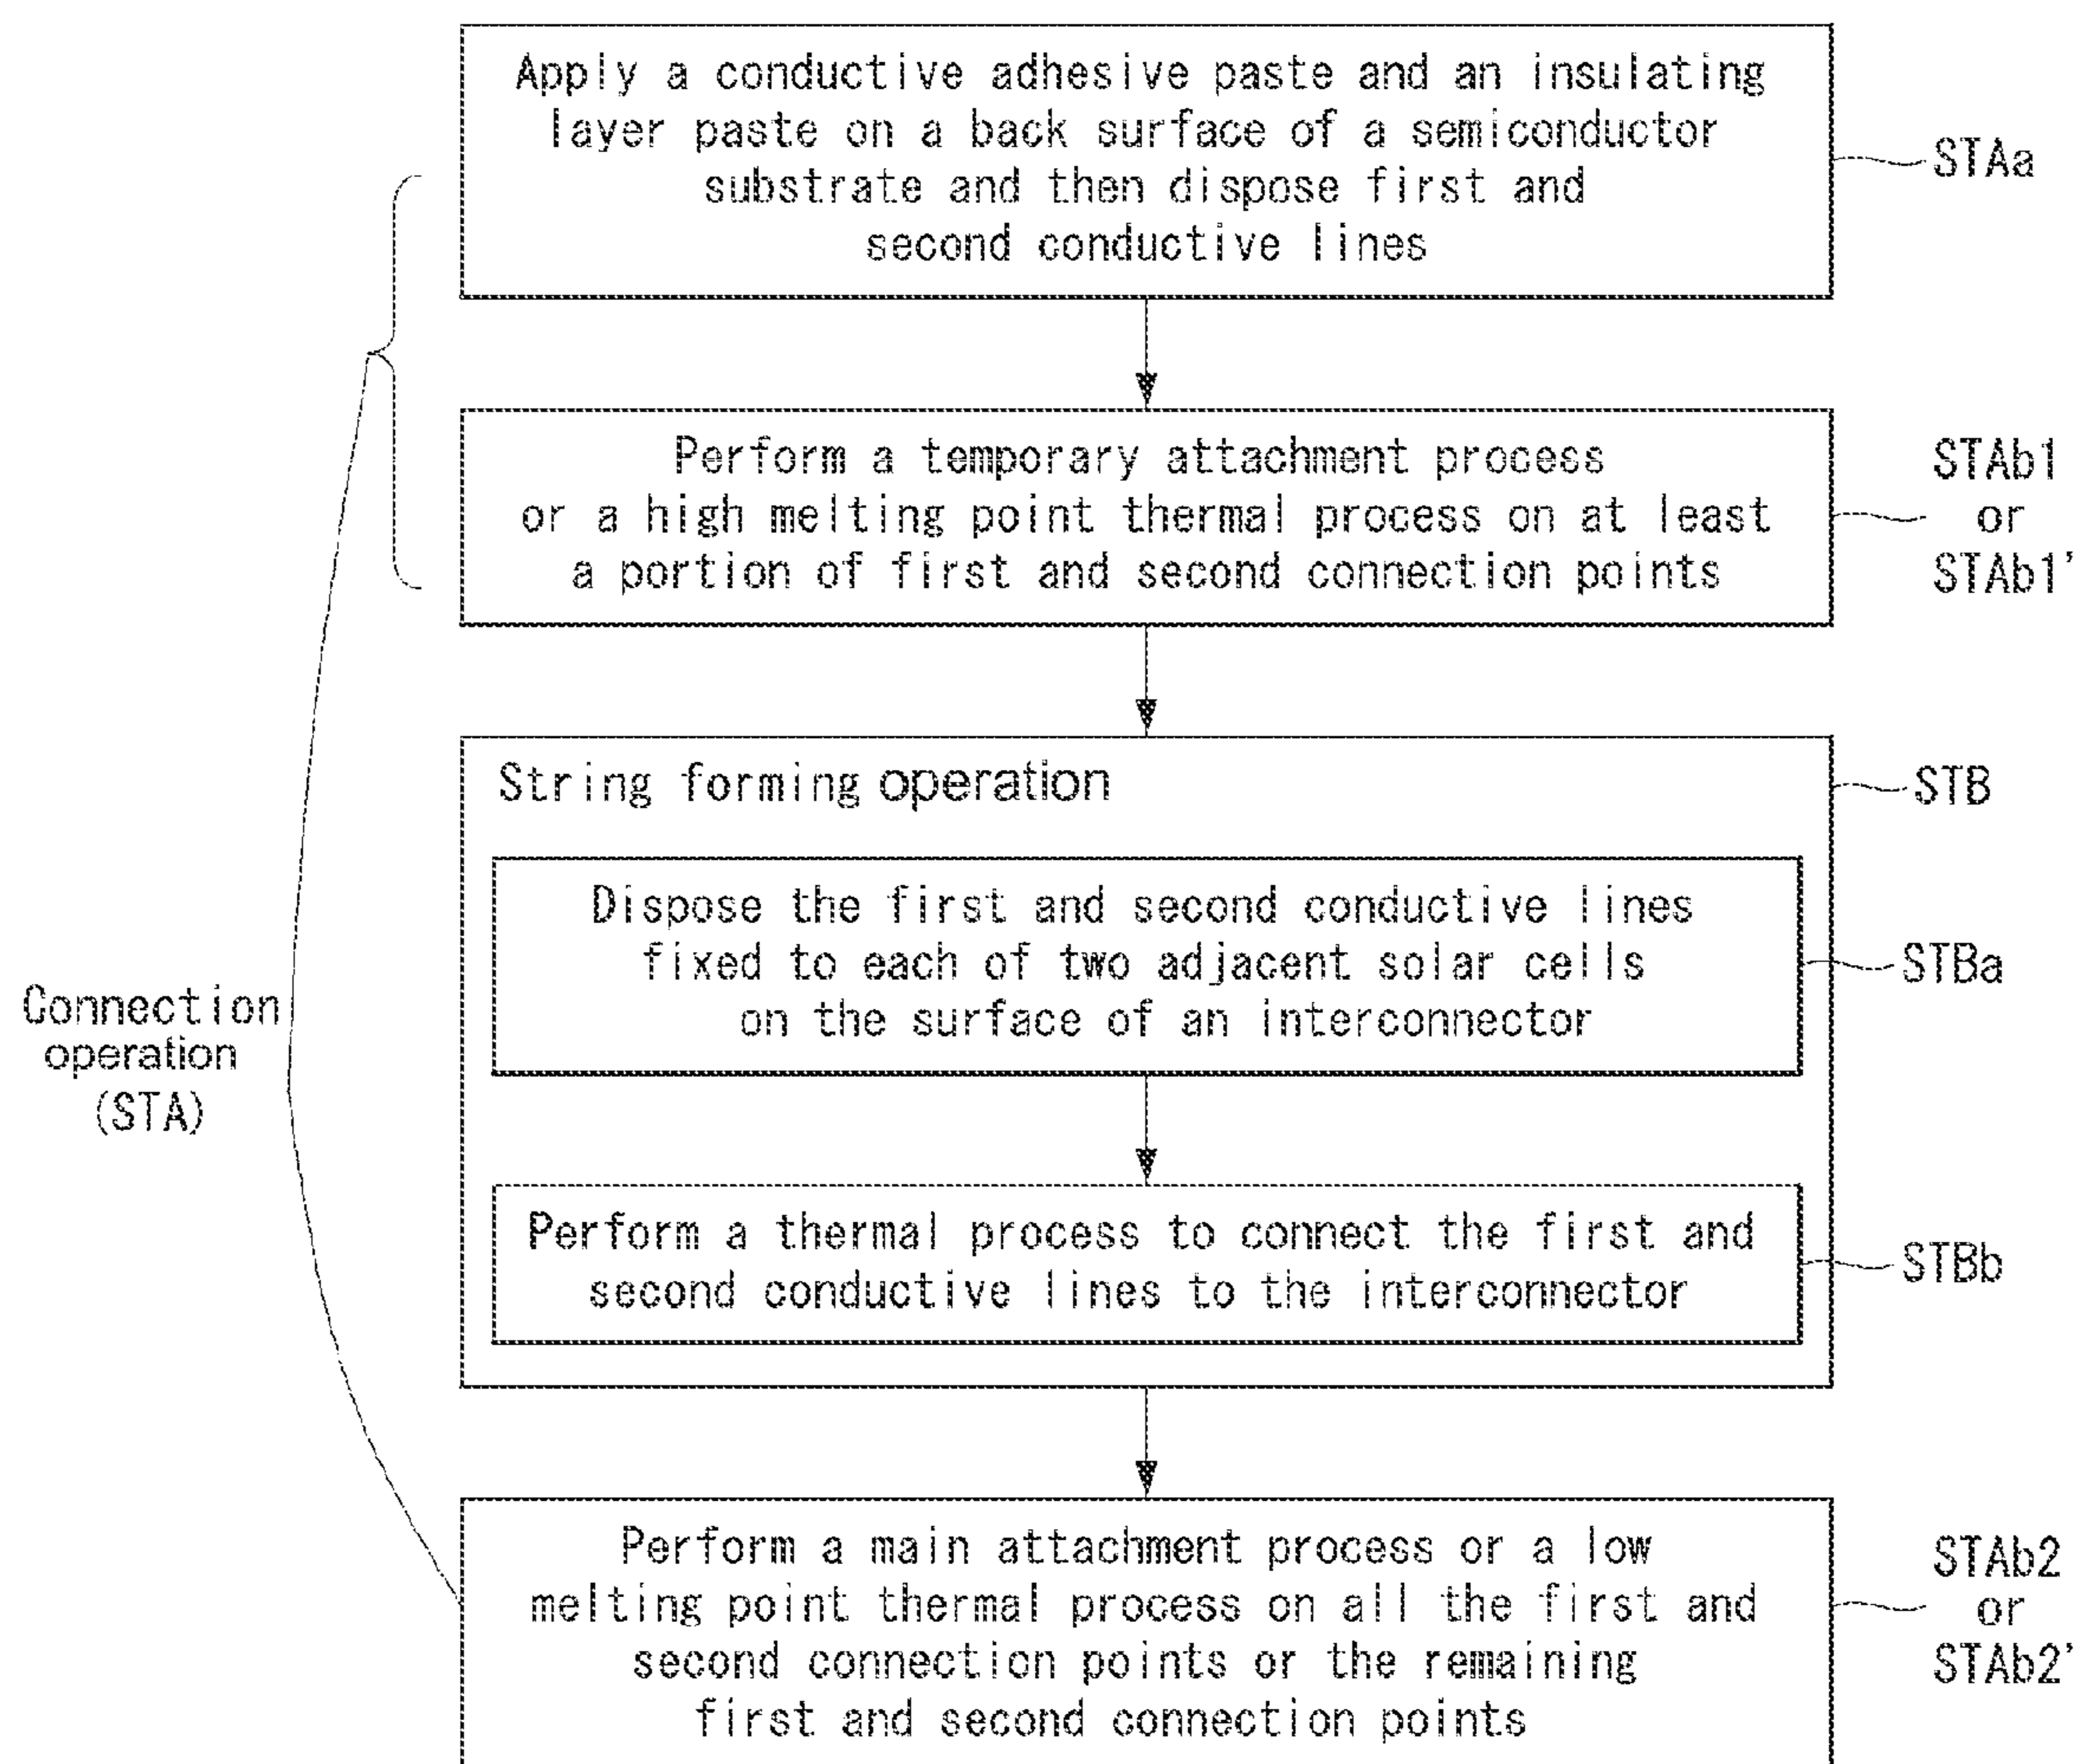 Apply a conductive adhesive paste and an insulating
layer paste on a back surface of a semiconductor
substrate and then dispose first and
second conductive lines
STAa
Perform a temporary attachment process
or a high melting point thermal process on at least
a portion of first and second connection points
STAb1
or
STAb1'
String forming operation
STB
Dispose the first and second conductive lines
fixed to each of two adjacent solar cells
on the surface of an interconnector
STBa
Connection
operation
(STA)
Perform a thermal process to connect the first and
second conductive lines to the interconnector
STBb
Perform a main attachment process or a low
melting point thermal process on all the first and
second connection points or the remaining
first and second connection points
STAb2
or
STAb2'